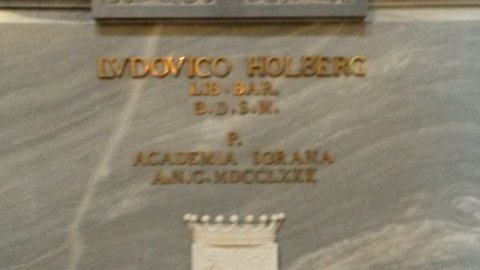 LVDOVICO HOLBERG
LIB·BAR.
B.D.S.N.
P.
ACADEMIA SORANA
A.N.C·MDCCLXXX